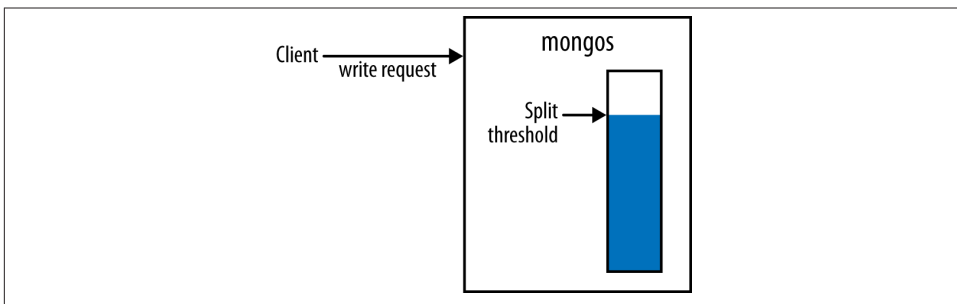 Client
write request
mongos
Split
threshold